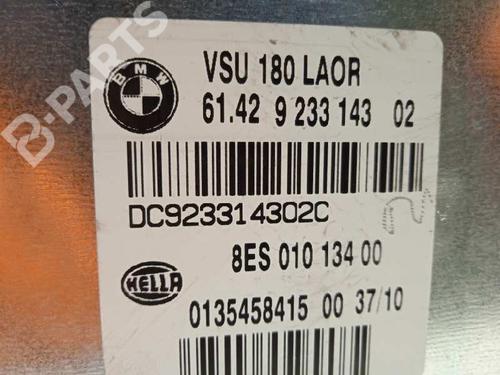 B-PARTS
BMW
VSU 180 LAOR
61.42 9 233 143 02
DC923314302C
8ES 010 134 00
HELLA
0135458415 00 37/10